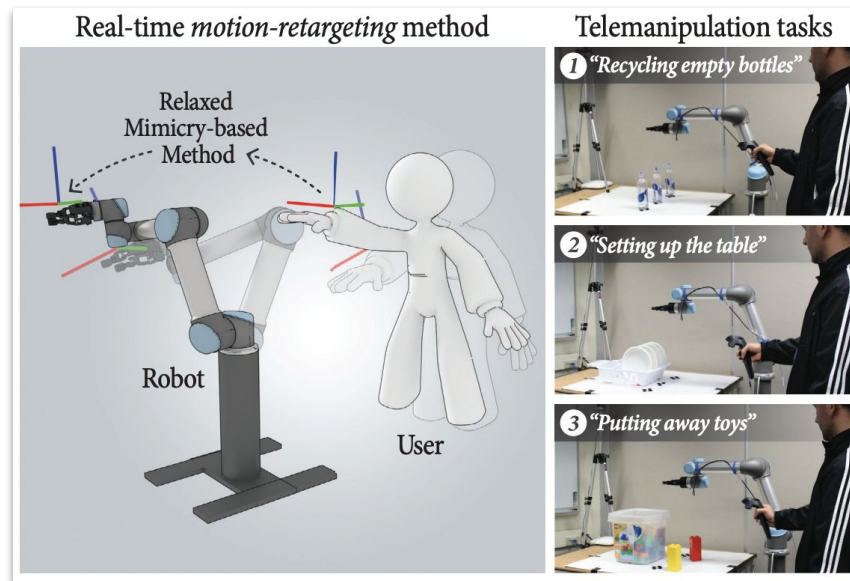 Real-time motion-retargeting method
Relaxed
Mimicry-based
Method
Robot
User
Telemanipulation tasks
1 “Recycling empty bottles”
2 “Setting up the table”
3 “Putting away toys”